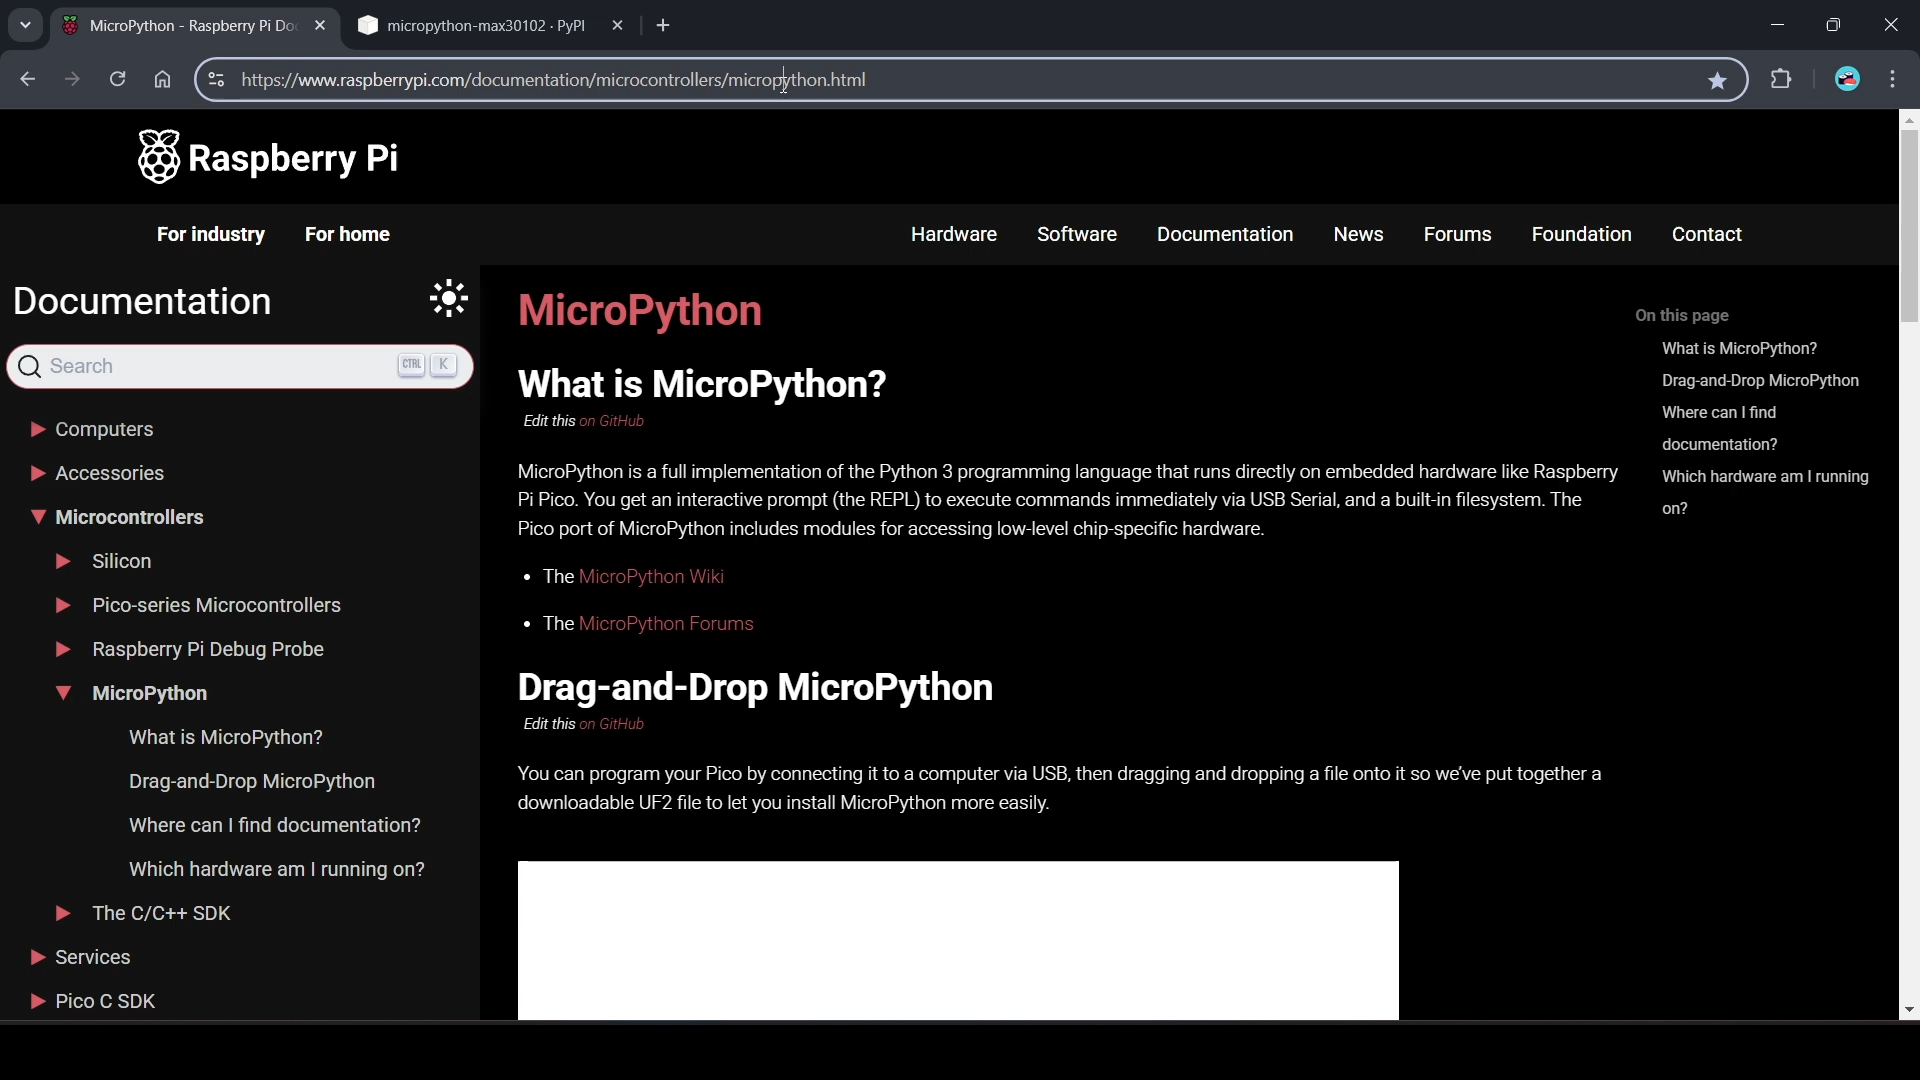 MicroPython - Raspberry Pi Do
micropython-max30102 · PyPI
https://www.raspberrypi.com/documentation/microcontrollers/micropython.html
Raspberry Pi
For industry
For home
Hardware
Software
Documentation
News
Forums
Foundation
Contact
Documentation
Search
CTRL
K
Computers
Accessories
Microcontrollers
Silicon
Pico-series Microcontrollers
Raspberry Pi Debug Probe
MicroPython
What is MicroPython?
Drag-and-Drop MicroPython
Where can I find documentation?
Which hardware am I running on?
The C/C++ SDK
Services
Pico C SDK
MicroPython
What is MicroPython?
Edit this on GitHub
MicroPython is a full implementation of the Python 3 programming language that runs directly on embedded hardware like Raspberry
Pi Pico. You get an interactive prompt (the REPL) to execute commands immediately via USB Serial, and a built-in filesystem. The
Pico port of MicroPython includes modules for accessing low-level chip-specific hardware.
• The MicroPython Wiki
• The MicroPython Forums
Drag-and-Drop MicroPython
Edit this on GitHub
You can program your Pico by connecting it to a computer via USB, then dragging and dropping a file onto it so we've put together a
downloadable UF2 file to let you install MicroPython more easily.
On this page
What is MicroPython?
Drag-and-Drop MicroPython
Where can I find
documentation?
Which hardware am I running
on?